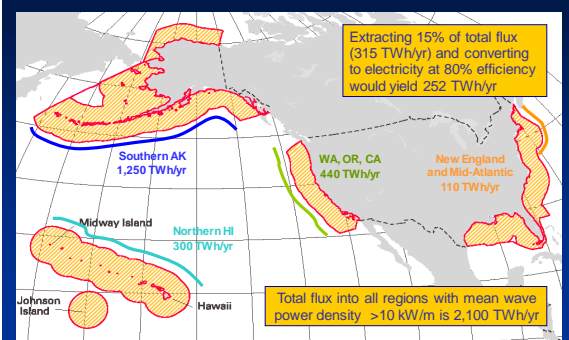 Extracting 15% of total flux
(315 TWh/yr) and converting
to electricity at 80% efficiency
would yield 252 TWh/yr
Southern AK
1,250 TWh/yr
WA, OR, CA
440 TWh/yr
New England
and Mid-Atlantic
110 TWh/yr
Midway Island
Northern HI
300 TWh/yr
Johnson
Island
Hawaii
Total flux into all regions with mean wave
power density >10 kW/m is 2,100 TWh/yr